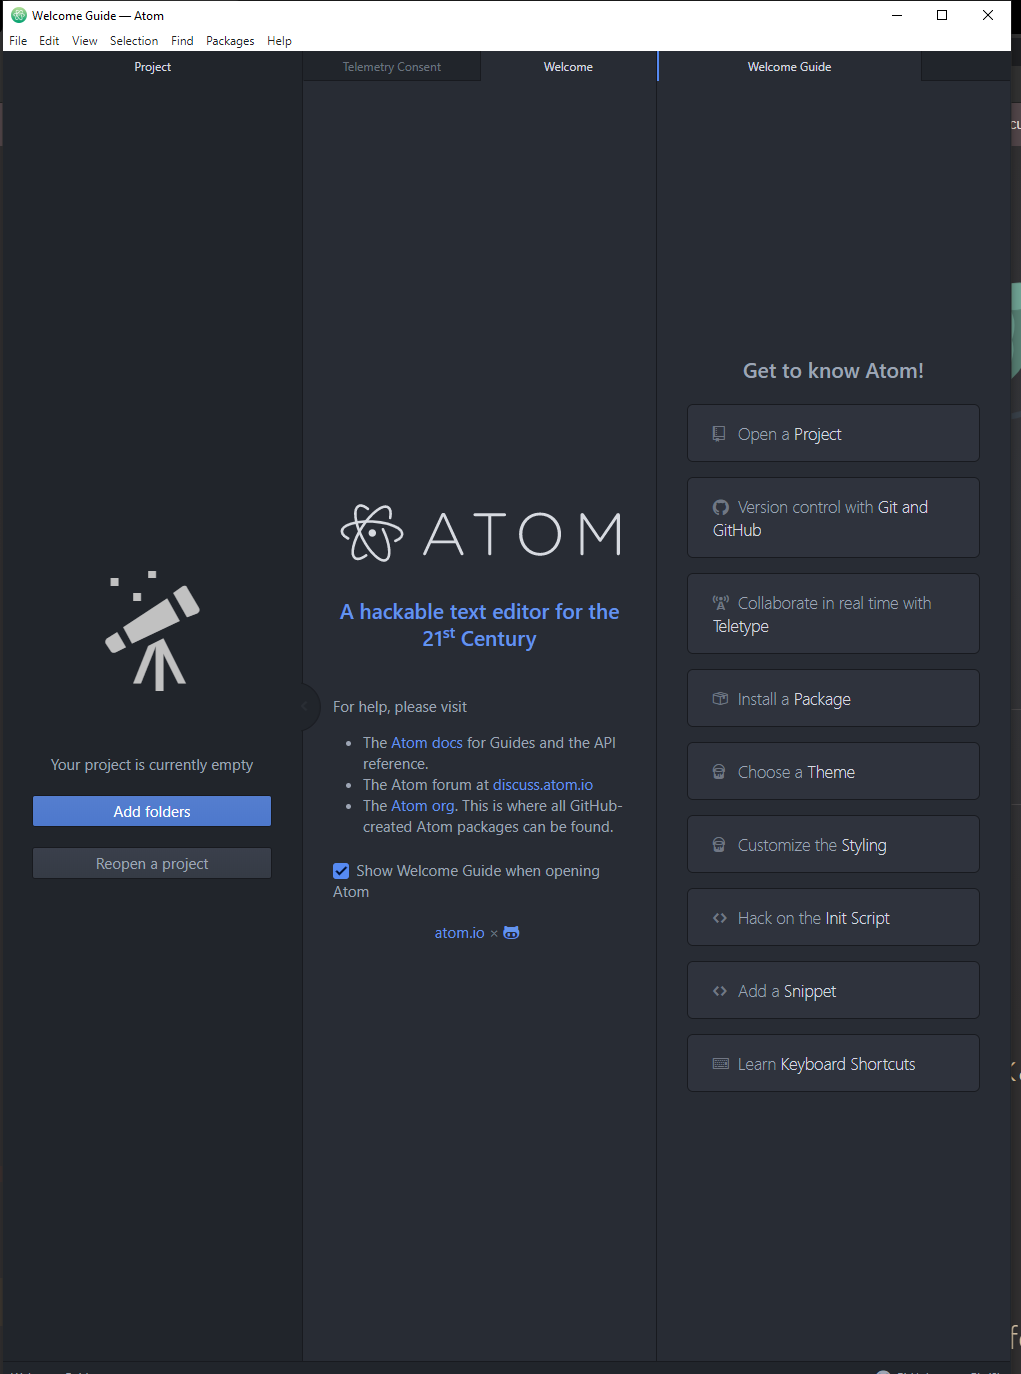 Welcome Guide — Atom
File Edit View Selection Find Packages Help
Project
Telemetry Consent
Welcome
Welcome Guide
Your project is currently empty
Add folders
Reopen a project
ATOM
A hackable text editor for the
21st Century
For help, please visit
• The Atom docs for Guides and the API
reference.
• The Atom forum at discuss.atom.io
• The Atom org. This is where all GitHub-
created Atom packages can be found.
Show Welcome Guide when opening
Atom
atom.io ×
Get to know Atom!
Open a Project
Version control with Git and
GitHub
Collaborate in real time with
Teletype
Install a Package
Choose a Theme
Customize the Styling
Hack on the Init Script
Add a Snippet
Learn Keyboard Shortcuts